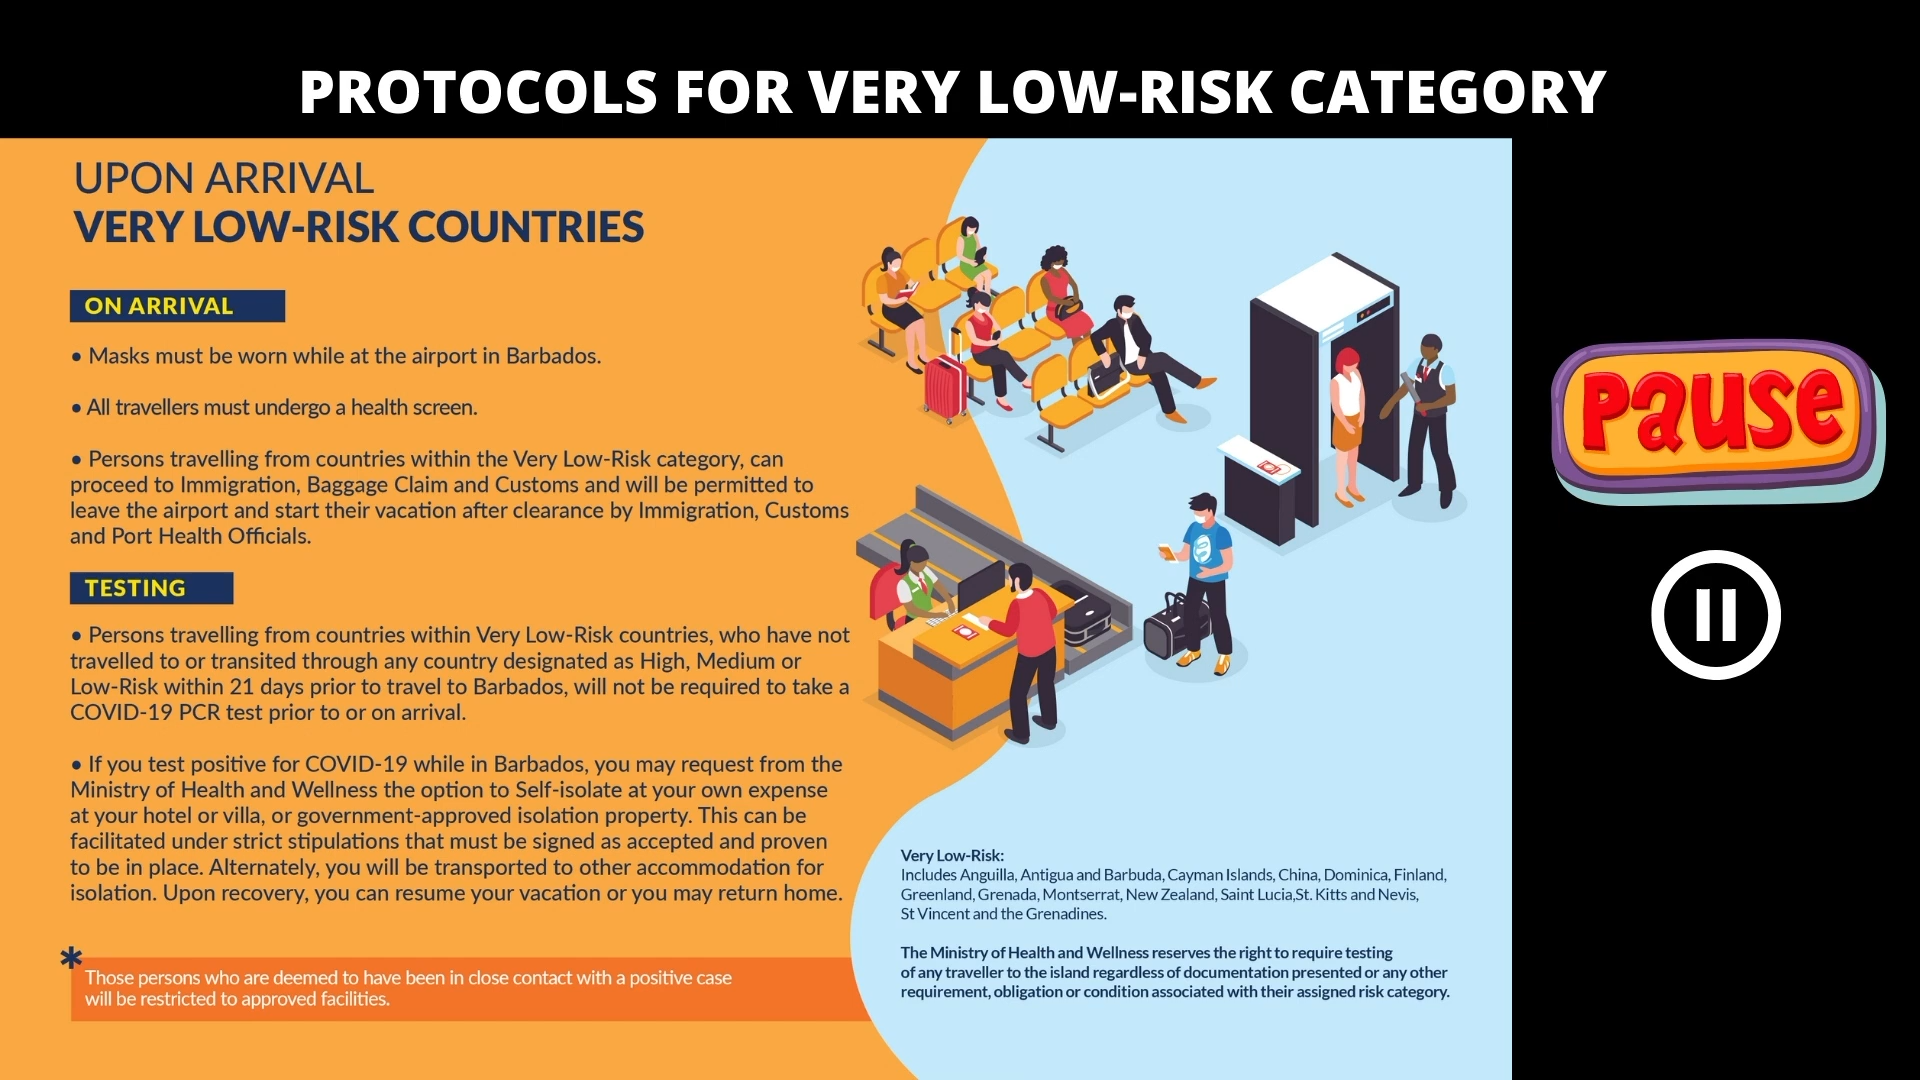 PROTOCOLS FOR VERY LOW-RISK CATEGORY
UPON ARRIVAL
VERY LOW-RISK COUNTRIES
ON ARRIVAL
• Masks must be worn while at the airport in Barbados.
• All travellers must undergo a health screen.
• Persons travelling from countries within the Very Low-Risk category, can
proceed to Immigration, Baggage Claim and Customs and will be permitted to
leave the airport and start their vacation after clearance by Immigration, Customs
and Port Health Officials.
TESTING
• Persons travelling from countries within Very Low-Risk countries, who have not
travelled to or transited through any country designated as High, Medium or
Low-Risk within 21 days prior to travel to Barbados, will not be required to take a
COVID-19 PCR test prior to or on arrival.
• If you test positive for COVID-19 while in Barbados, you may request from the
Ministry of Health and Wellness the option to Self-isolate at your own expense
at your hotel or villa, or government-approved isolation property. This can be
facilitated under strict stipulations that must be signed as accepted and proven
to be in place. Alternately, you will be transported to other accommodation for
isolation. Upon recovery, you can resume your vacation or you may return home.
* Those persons who are deemed to have been in close contact with a positive case
will be restricted to approved facilities.
Very Low-Risk:
Includes Anguilla, Antigua and Barbuda, Cayman Islands, China, Dominica, Finland,
Greenland, Grenada, Montserrat, New Zealand, Saint Lucia,St. Kitts and Nevis,
St Vincent and the Grenadines.
The Ministry of Health and Wellness reserves the right to require testing
of any traveller to the island regardless of documentation presented or any other
requirement, obligation or condition associated with their assigned risk category.
Pause